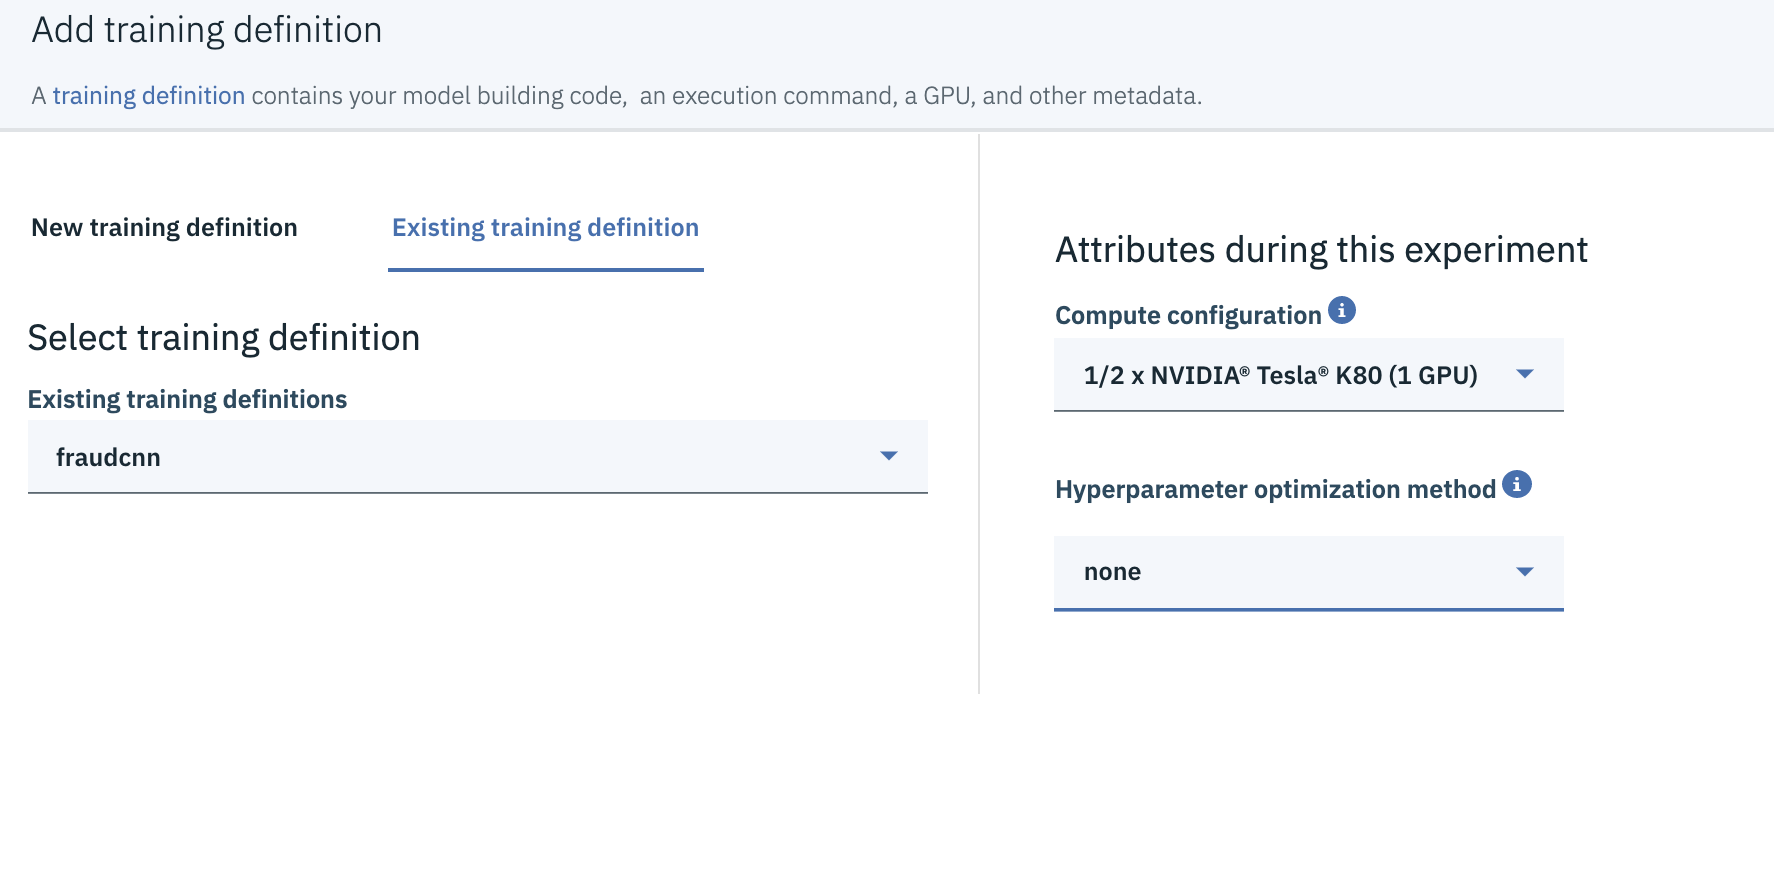 Add training definition
A training definition contains your model building code,  an execution command, a GPU, and other metadata.
New training definition
Existing training definition
Select training definition
Existing training definitions
fraudcnn
Attributes during this experiment
Compute configuration
1/2 x NVIDIA® Tesla® K80 (1 GPU)
Hyperparameter optimization method
none